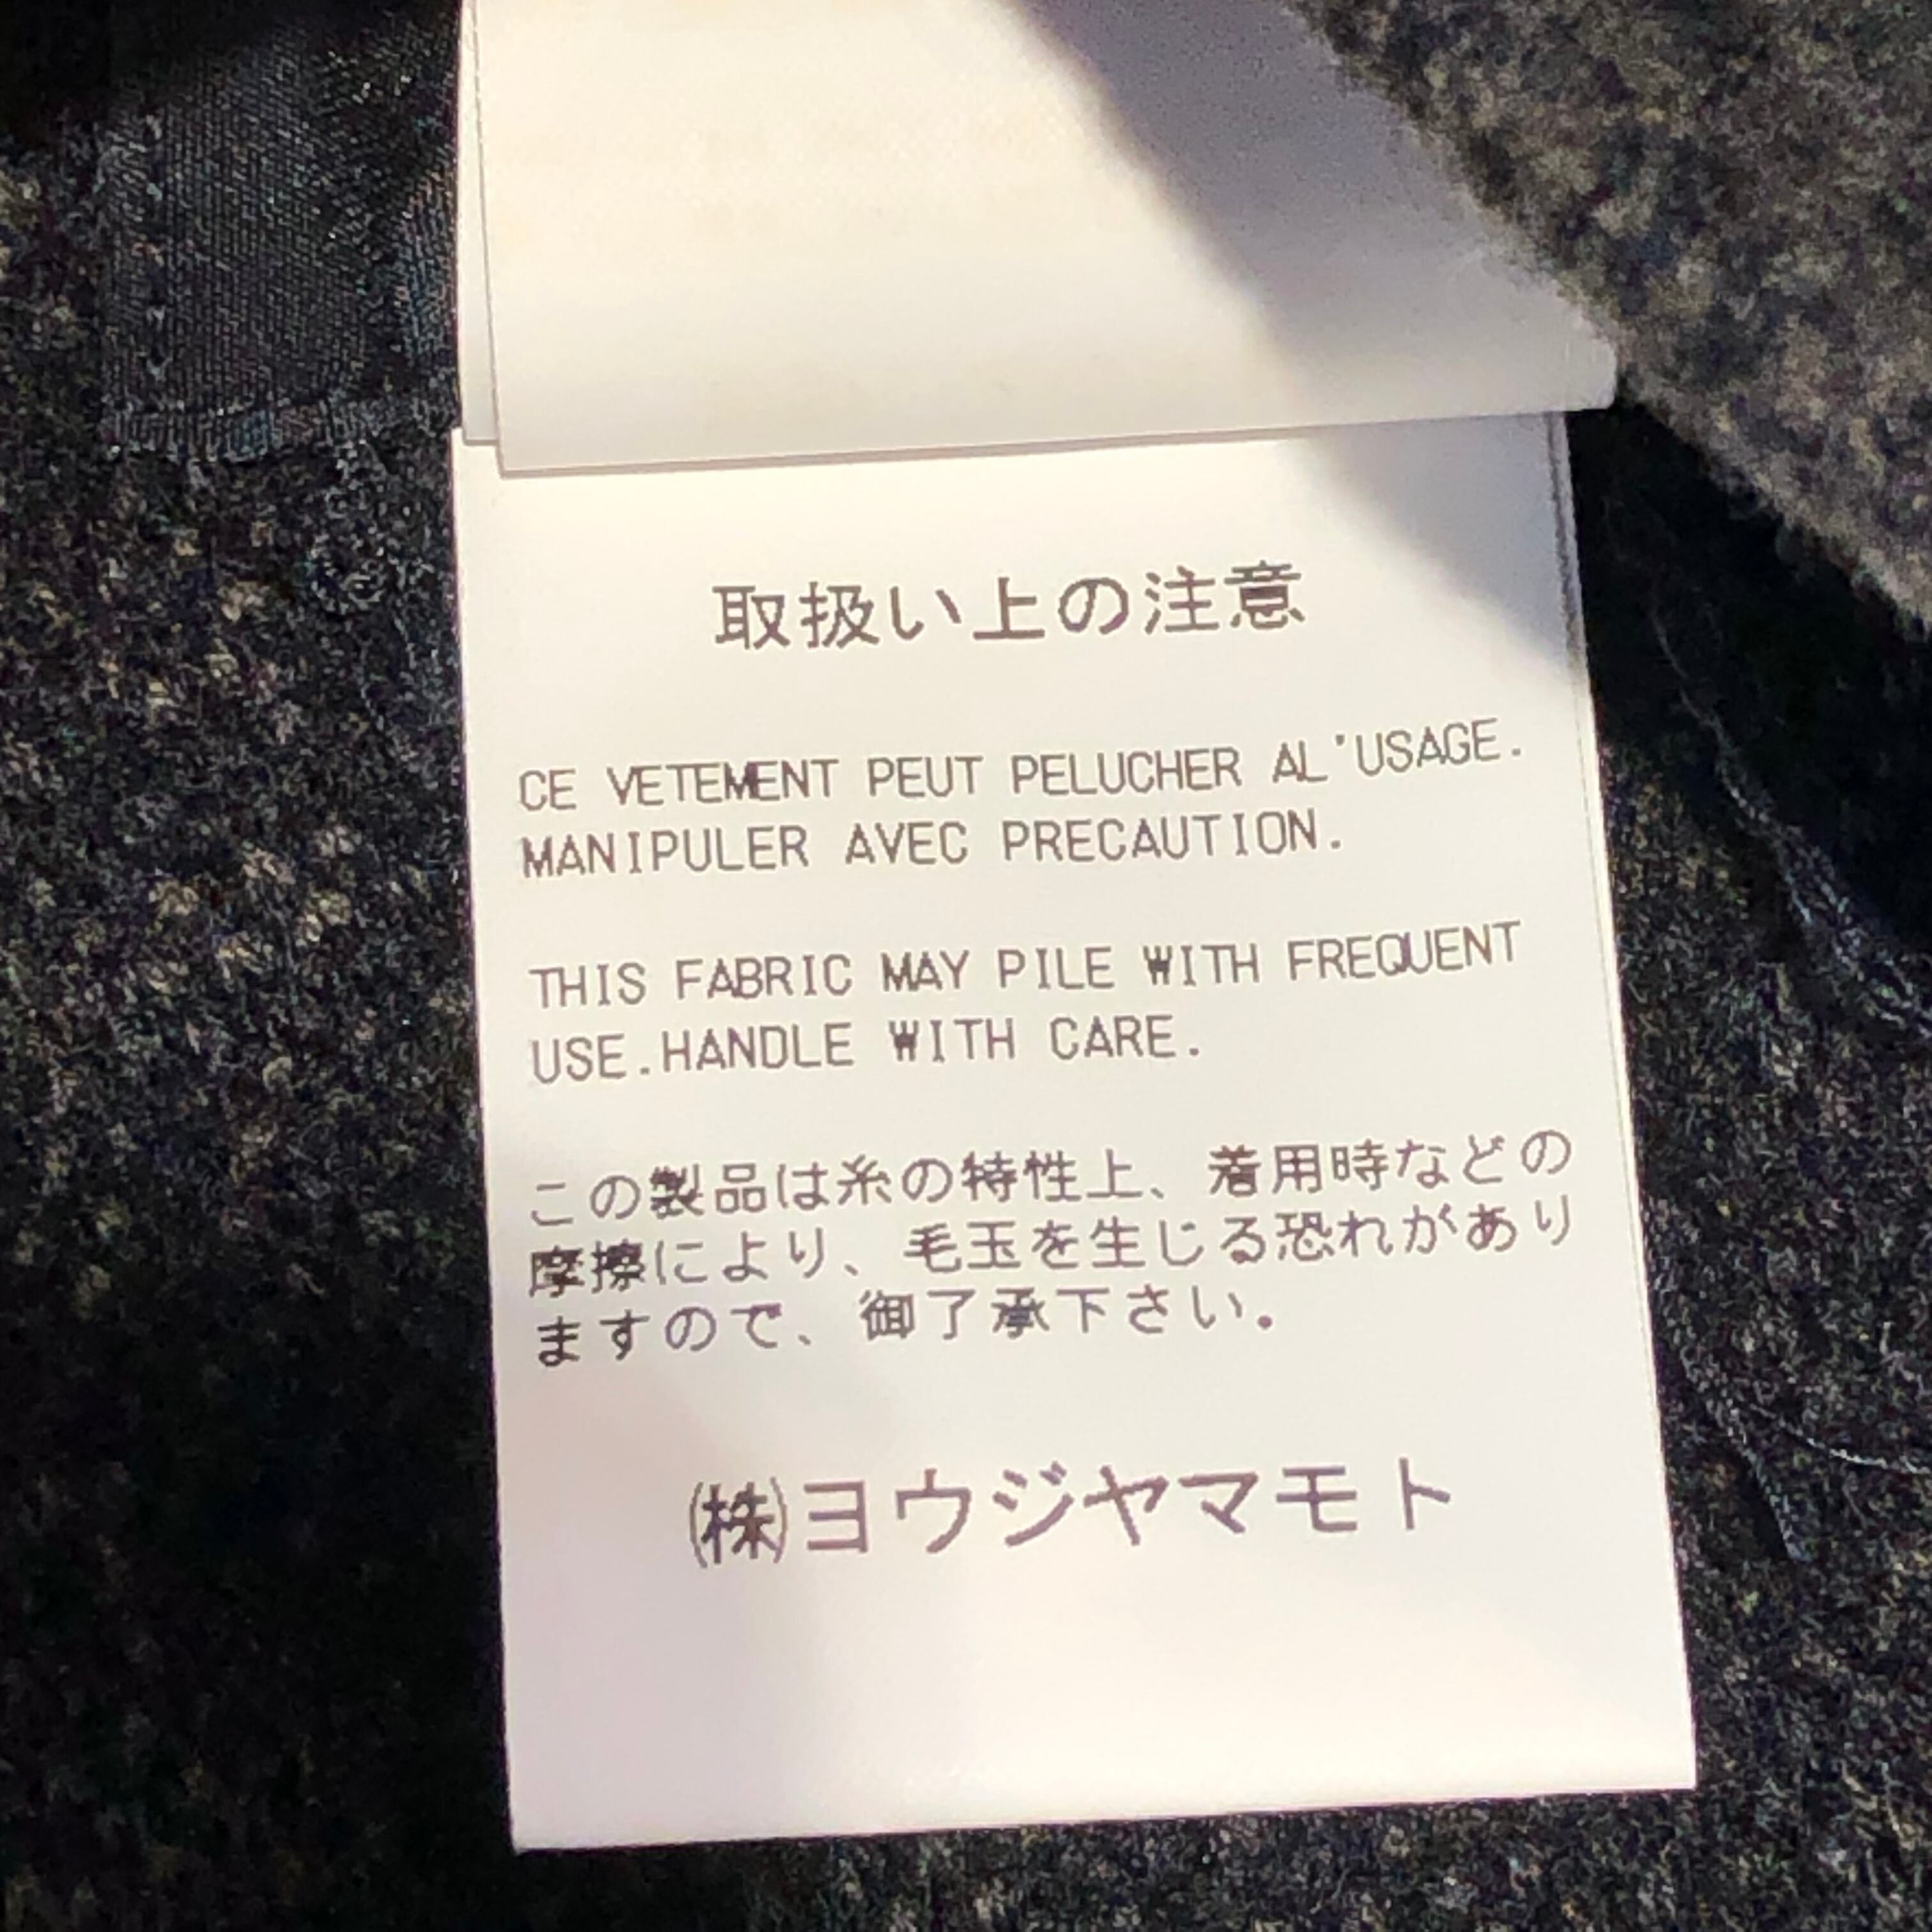 取扱い上の注意
CE VETEMENT PEUT PELUCHER AL'USAGE.
MANIPULER AVEC PRECAUTION.
THIS FABRIC MAY PILE WITH FREQUENT
USE.HANDLE WITH CARE.
この製品は糸の特性上、着用時などの
摩擦により、毛玉を生じる恐れがあり
ますので、御了承下さい。
㈱ヨウジヤマモト